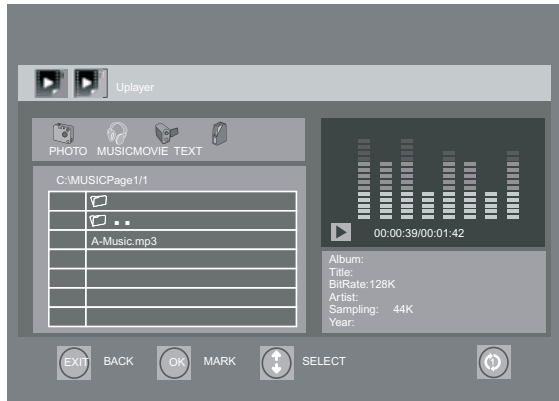 Uplayer
PHOTO MUSICMOVIE TEXT
C:\MUSICPage1/1
. .
A-Music.mp3
00:00:39/00:01:42
Album:
Title:
BitRate:128K
Artist:
Sampling: 44K
Year:
EXIT BACK OK MARK SELECT 1